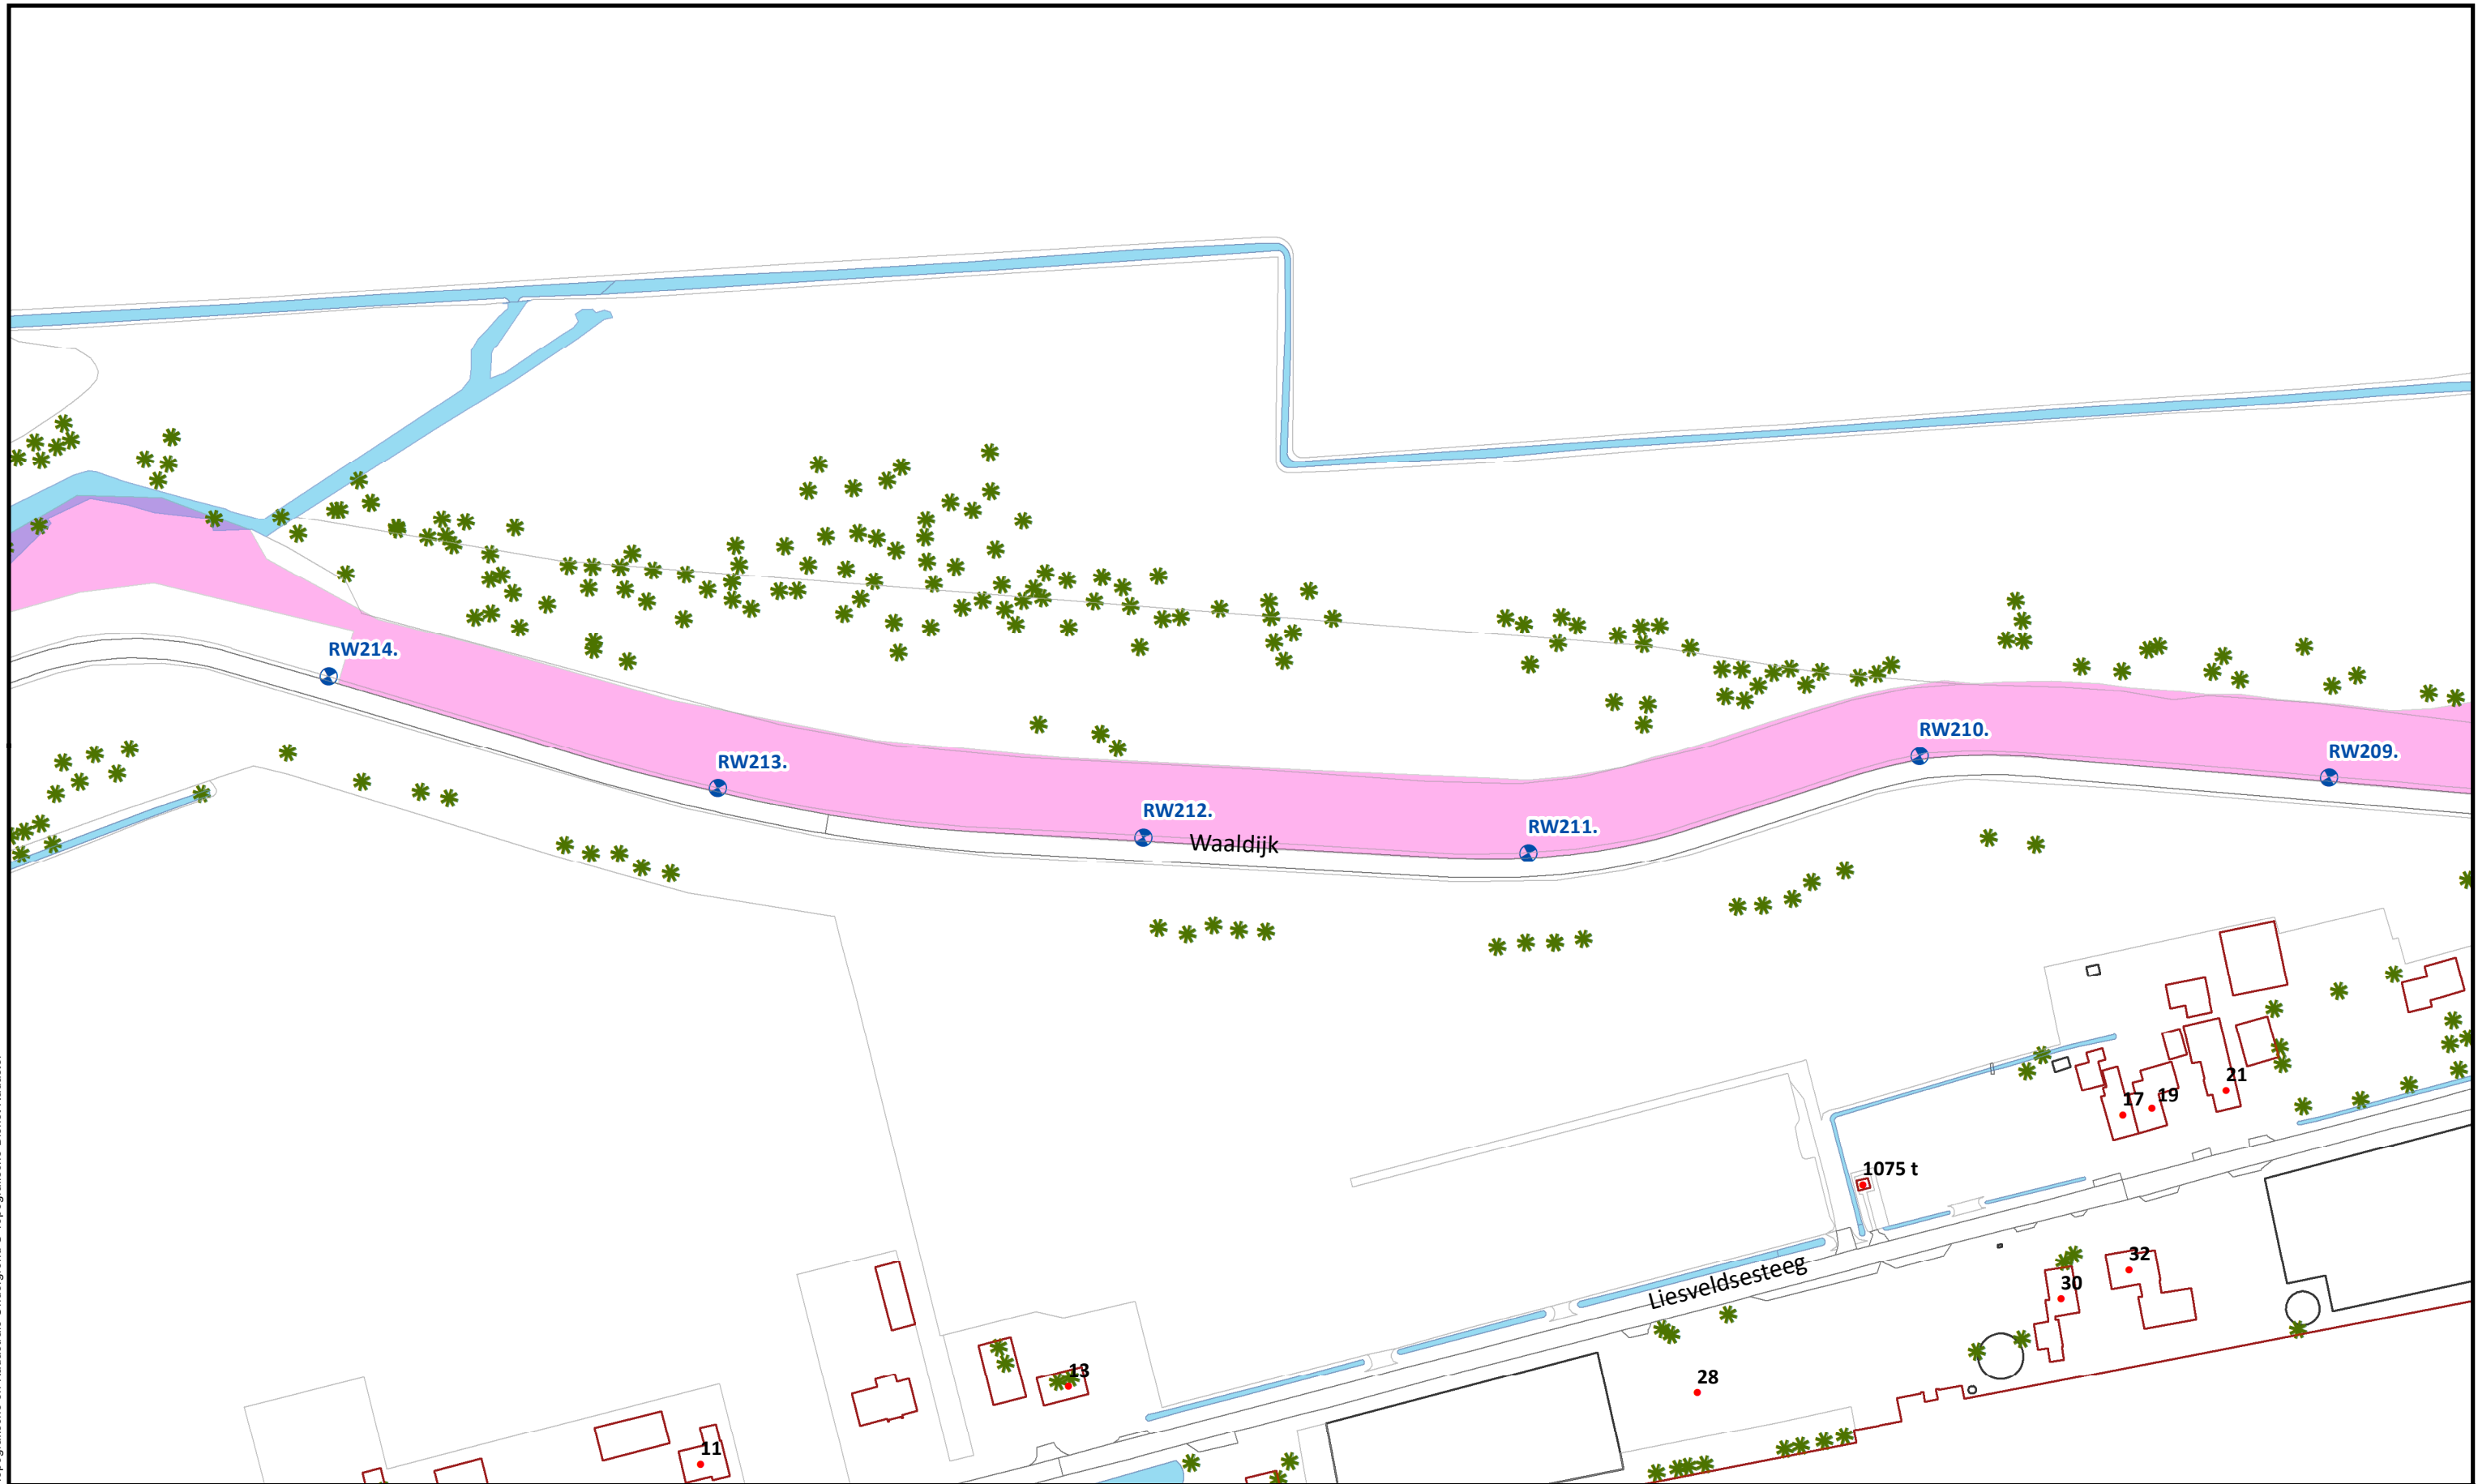 RW214.
RW213.
RW212.
Waaldijk
RW211.
RW210.
RW209.
21
19
17
1075 t
Liesveldsesteeg
32
30
28
13
11